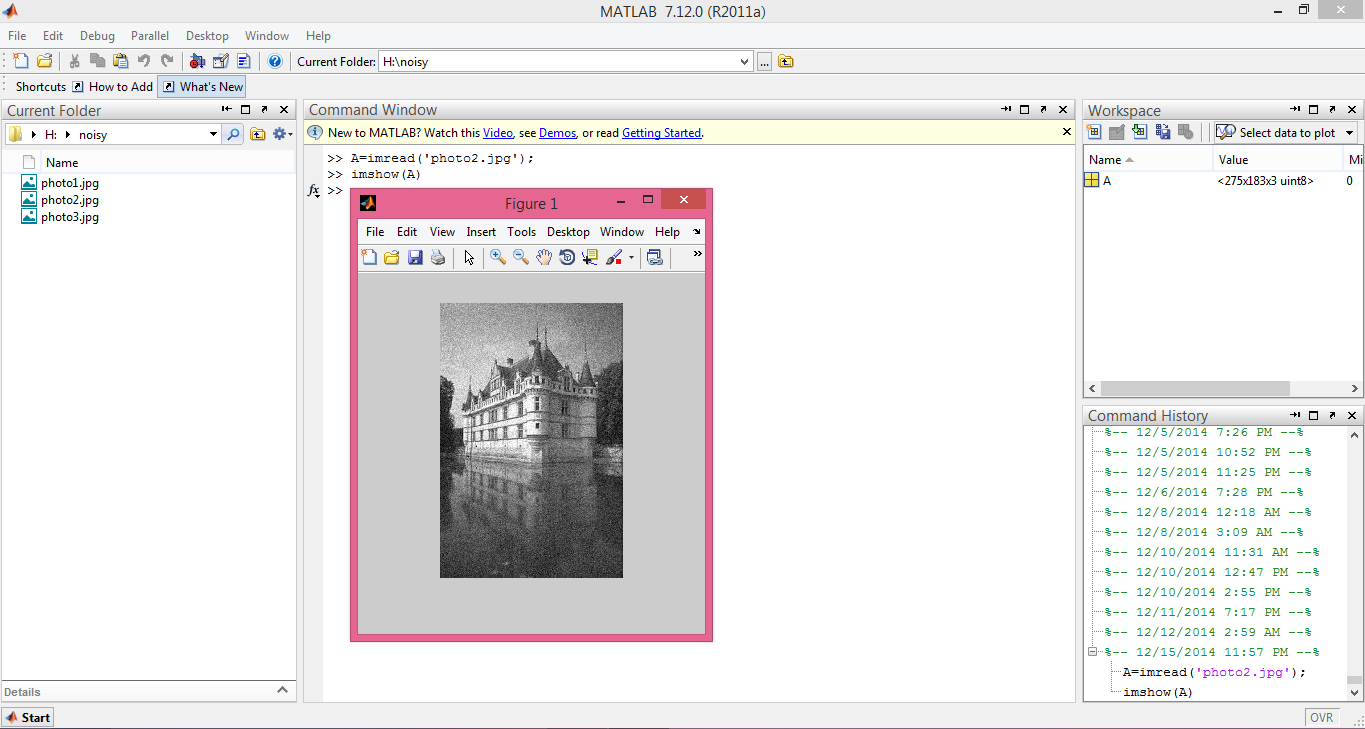 MATLAB 7.12.0 (R2011a)
File Edit Debug Parallel Desktop Window Help
Current Folder: H:\noisy ...
Shortcuts How to Add What's New
Current Folder
H: noisy
Name
photo1.jpg
photo2.jpg
photo3.jpg
Details
Start
Command Window
New to MATLAB? Watch this Video, see Demos, or read Getting Started.
>> A=imread('photo2.jpg');
>> imshow(A)
fx >>
Figure 1
File Edit View Insert Tools Desktop Window Help
Workspace
Select data to plot
Name Value Mi
A <275x183x3 uint8> 0
Command History
%-- 12/5/2014 7:26 PM --%
%-- 12/5/2014 10:52 PM --%
%-- 12/5/2014 11:25 PM --%
%-- 12/6/2014 7:28 PM --%
%-- 12/8/2014 12:18 AM --%
%-- 12/8/2014 3:09 AM --%
%-- 12/10/2014 11:31 AM --%
%-- 12/10/2014 12:47 PM --%
%-- 12/10/2014 2:55 PM --%
%-- 12/11/2014 7:17 PM --%
%-- 12/12/2014 2:59 AM --%
%-- 12/15/2014 11:57 PM --%
A=imread('photo2.jpg');
imshow(A)
OVR